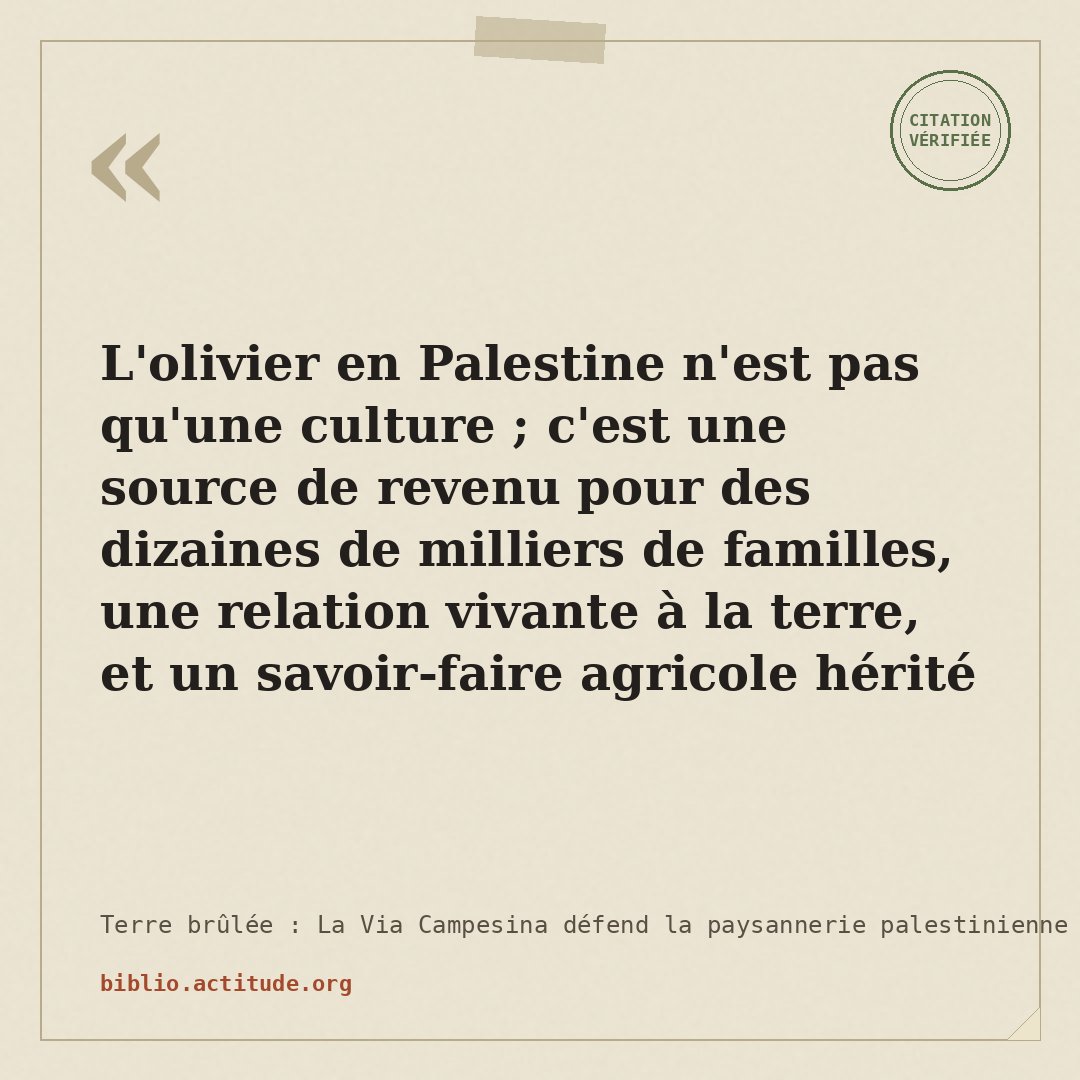 «
CITATION
VÉRIFIÉE
L'olivier en Palestine n'est pas
qu'une culture ; c'est une
source de revenu pour des
dizaines de milliers de familles,
une relation vivante à la terre,
et un savoir-faire agricole hérité
Terre brûlée : La Via Campesina défend la paysannerie palestinienne
biblio.actitude.org